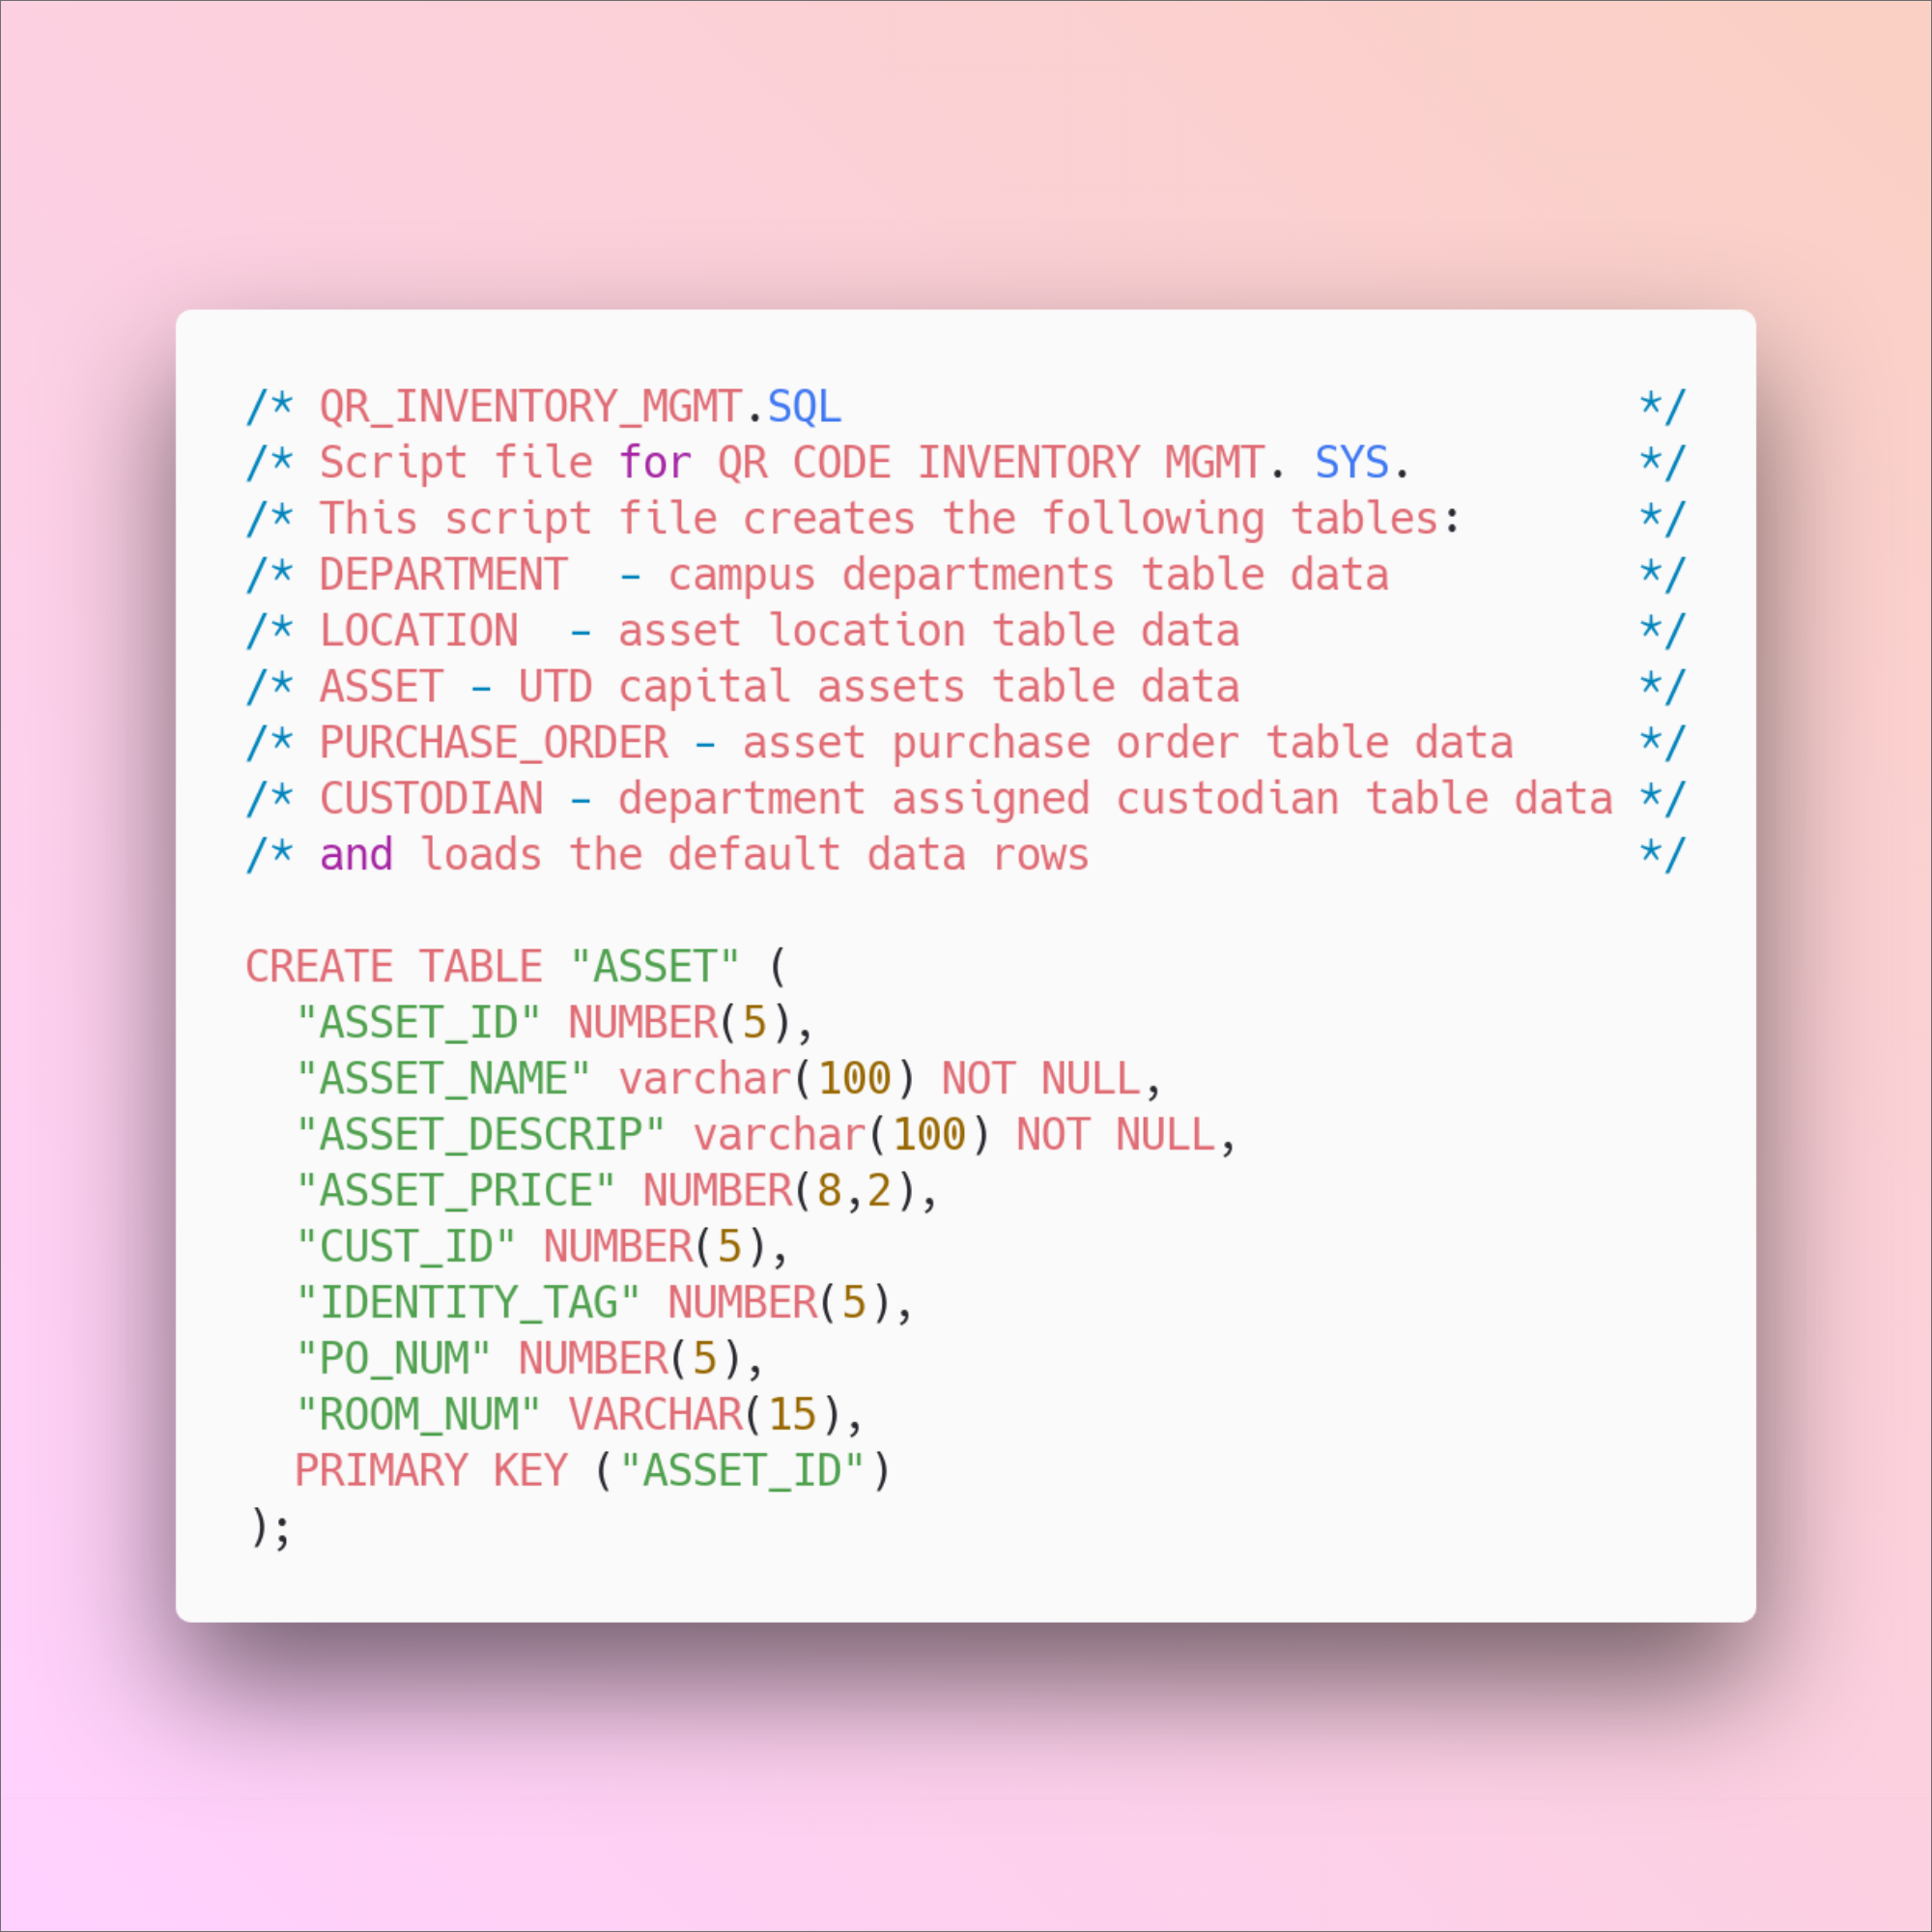 /* QR_INVENTORY_MGMT.SQL                                */
/* Script file for QR CODE INVENTORY MGMT. SYS.         */
/* This script file creates the following tables:       */
/* DEPARTMENT  - campus departments table data          */
/* LOCATION  - asset location table data                */
/* ASSET - UTD capital assets table data                */
/* PURCHASE_ORDER - asset purchase order table data     */
/* CUSTODIAN - department assigned custodian table data */
/* and loads the default data rows                      */

CREATE TABLE "ASSET" (
  "ASSET_ID" NUMBER(5),
  "ASSET_NAME" varchar(100) NOT NULL,
  "ASSET_DESCRIP" varchar(100) NOT NULL,
  "ASSET_PRICE" NUMBER(8,2),
  "CUST_ID" NUMBER(5),
  "IDENTITY_TAG" NUMBER(5),
  "PO_NUM" NUMBER(5),
  "ROOM_NUM" VARCHAR(15),
  PRIMARY KEY ("ASSET_ID")
);